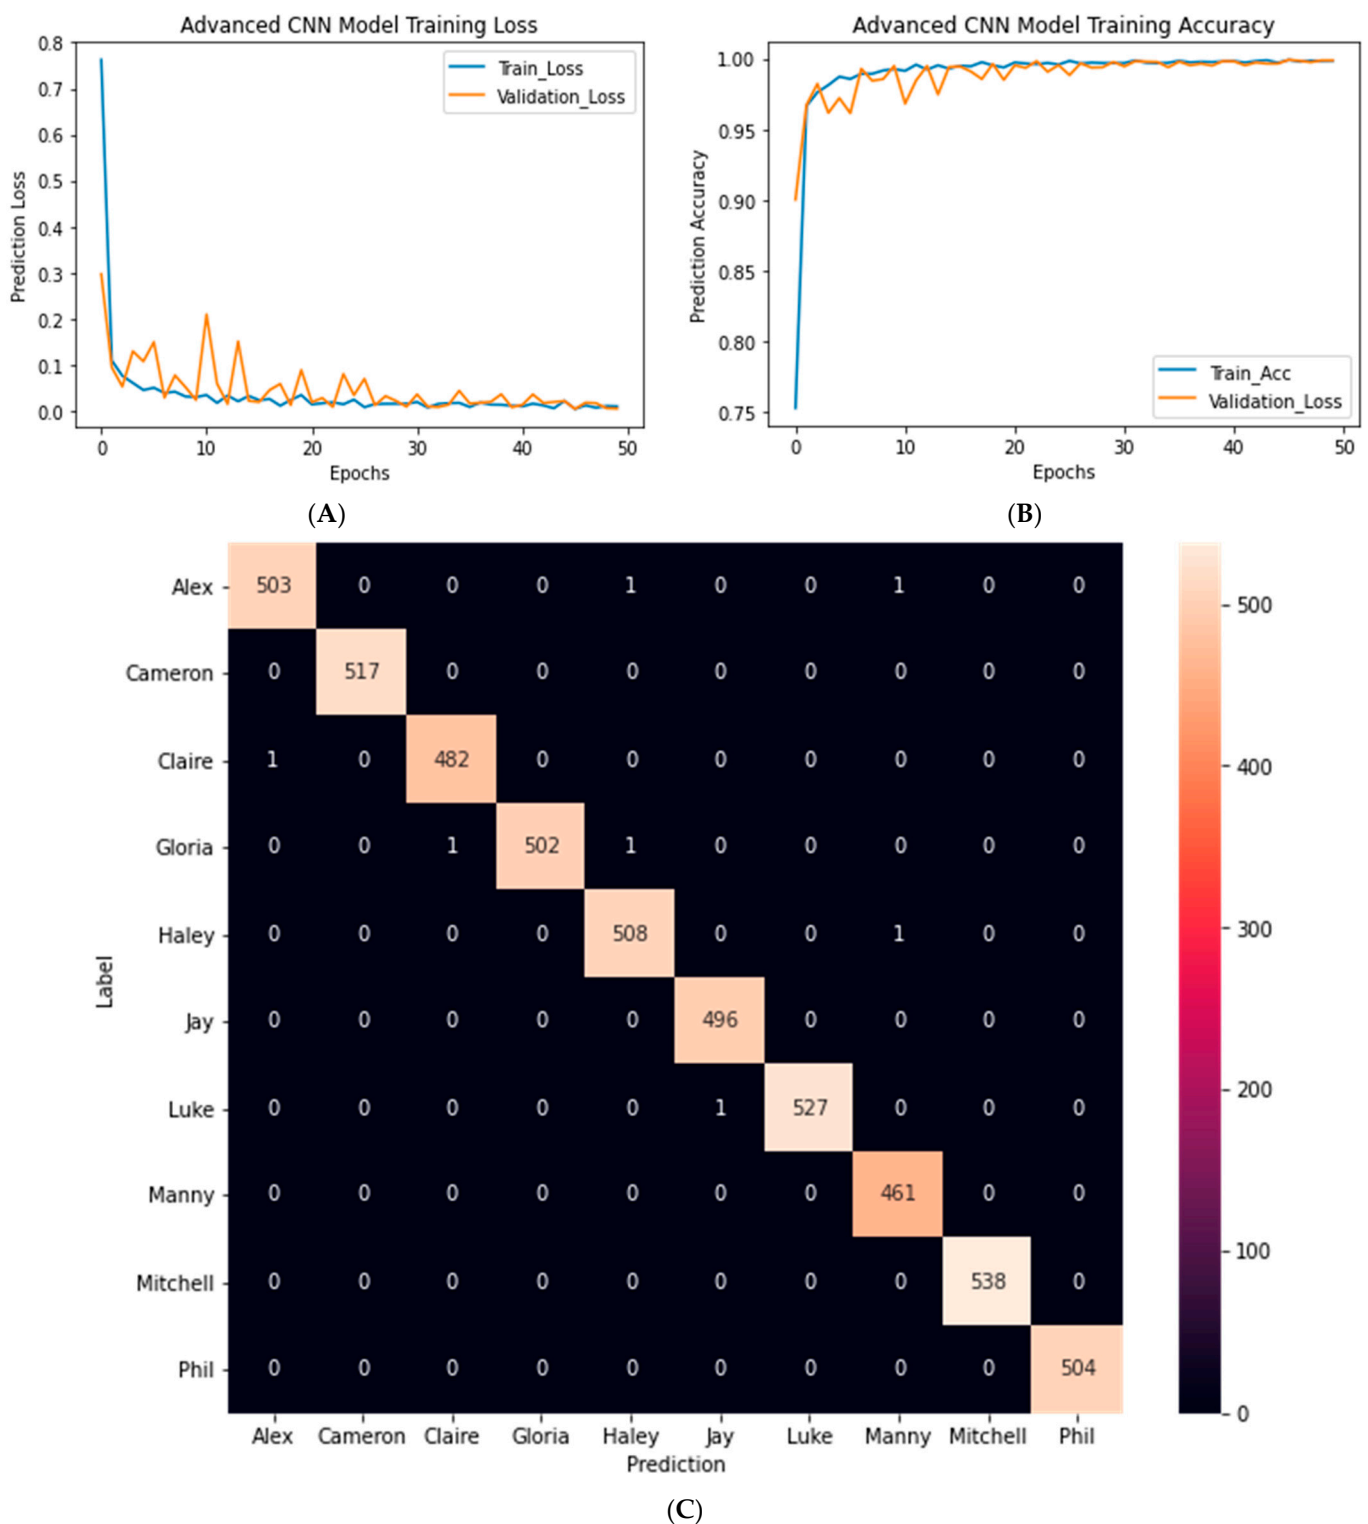 Advanced CNN Model Training Loss
0.8
0.7
0.6
0.5
0.4
0.3
0.2
0.1
0.0
Prediction Loss
Train_Loss
Validation_Loss
0 10 20 30 40 50
Epochs
(A)
Advanced CNN Model Training Accuracy
1.00
0.95
0.90
0.85
0.80
0.75
Prediction Accuracy
Train_Acc
Validation_Loss
0 10 20 30 40 50
Epochs
(B)
Label
Alex 503 0 0 0 1 0 0 1 0 0
Cameron 0 517 0 0 0 0 0 0 0 0
Claire 1 0 482 0 0 0 0 0 0 0
Gloria 0 0 1 502 1 0 0 0 0 0
Haley 0 0 0 0 508 0 0 1 0 0
Jay 0 0 0 0 0 496 0 0 0 0
Luke 0 0 0 0 0 1 527 0 0 0
Manny 0 0 0 0 0 0 0 461 0 0
Mitchell 0 0 0 0 0 0 0 0 538 0
Phil 0 0 0 0 0 0 0 0 0 504
Alex Cameron Claire Gloria Haley Jay Luke Manny Mitchell Phil
Prediction
500
400
300
200
100
0
(C)